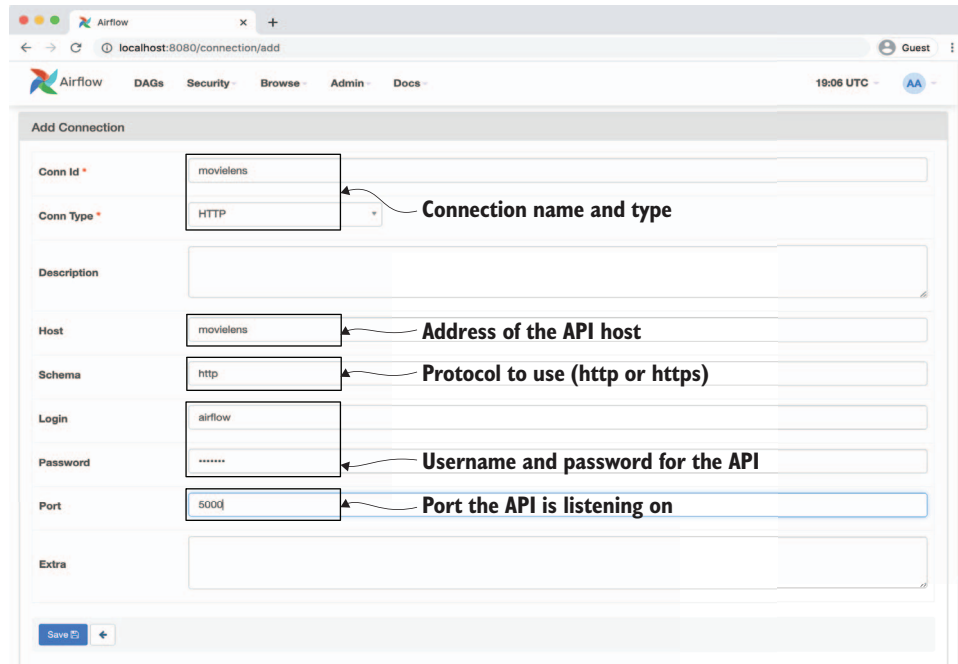 Airflow
localhost:8080/connection/add
Guest
Airflow DAGs Security Browse Admin Docs 19:06 UTC AA
Add Connection
Conn Id * movielens
Conn Type * HTTP
Connection name and type
Description
Host movielens Address of the API host
Schema http Protocol to use (http or https)
Login airflow
Password ••••••• Username and password for the API
Port 5000 Port the API is listening on
Extra
Save